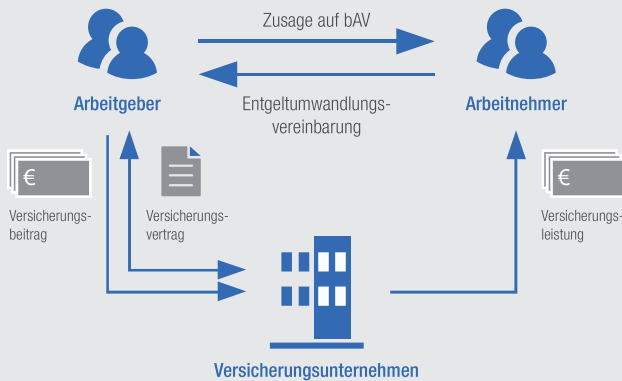 Zusage auf bAV
Arbeitgeber
Arbeitnehmer
Entgeltumwandlungs-
vereinbarung
€
€
Versicherungs-
beitrag
Versicherungs-
vertrag
Versicherungs-
leistung
Versicherungsunternehmen